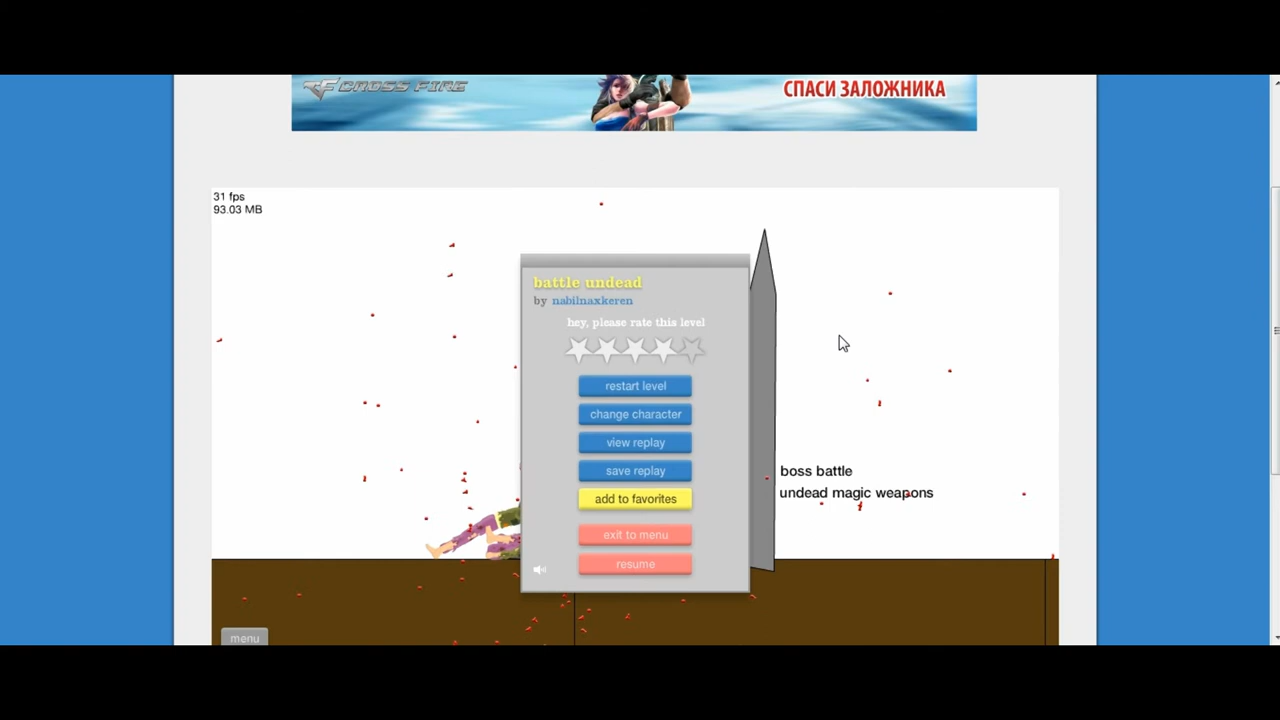 CROSS FIRE
СПАСИ ЗАЛОЖНИКА
31 fps
93.03 MB
battle undead
by nabilnaxkeren
hey, please rate this level
restart level
change character
view replay
save replay
add to favorites
exit to menu
resume
boss battle
undead magic weapons
menu